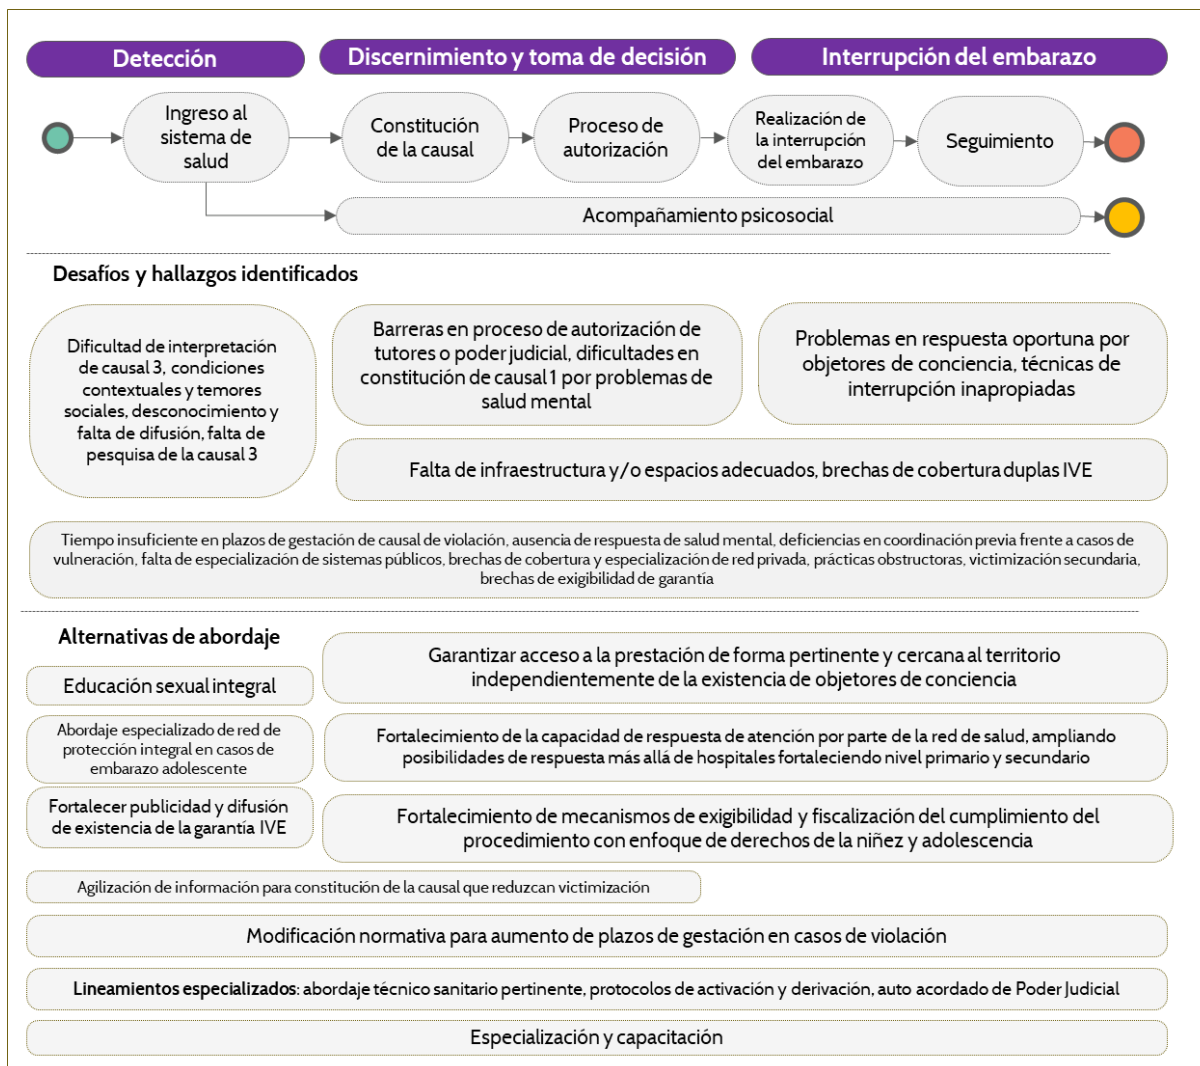 Detección
Discernimiento y toma de decisión
Interrupción del embarazo
Ingreso al
sistema de
salud
Constitución
de la causal
Proceso de
autorización
Realización de
la interrupción
del embarazo
Seguimiento
Acompañamiento psicosocial
Desafíos y hallazgos identificados
Dificultad de interpretación
de causal 3, condiciones
contextuales y temores
sociales, desconocimiento y
falta de difusión, falta de
pesquisa de la causal 3
Barreras en proceso de autorización de
tutores o poder judicial, dificultades en
constitución de causal 1 por problemas de
salud mental
Problemas en respuesta oportuna por
objetores de conciencia, técnicas de
interrupción inapropiadas
Falta de infraestructura y/o espacios adecuados, brechas de cobertura duplas IVE
Tiempo insuficiente en plazos de gestación de causal de violación, ausencia de respuesta de salud mental, deficiencias en coordinación previa frente a casos de
vulneración, falta de especialización de sistemas públicos, brechas de cobertura y especialización de red privada, prácticas obstructoras, victimización secundaria,
brechas de exigibilidad de garantía
Alternativas de abordaje
Educación sexual integral
Abordaje especializado de red de
protección integral en casos de
embarazo adolescente
Fortalecer publicidad y difusión
de existencia de la garantía IVE
Garantizar acceso a la prestación de forma pertinente y cercana al territorio
independientemente de la existencia de objetores de conciencia
Fortalecimiento de la capacidad de respuesta de atención por parte de la red de salud, ampliando
posibilidades de respuesta más allá de hospitales fortaleciendo nivel primario y secundario
Fortalecimiento de mecanismos de exigibilidad y fiscalización del cumplimiento del
procedimiento con enfoque de derechos de la niñez y adolescencia
Agilización de información para constitución de la causal que reduzcan victimización
Modificación normativa para aumento de plazos de gestación en casos de violación
Lineamientos especializados: abordaje técnico sanitario pertinente, protocolos de activación y derivación, auto acordado de Poder Judicial
Especialización y capacitación